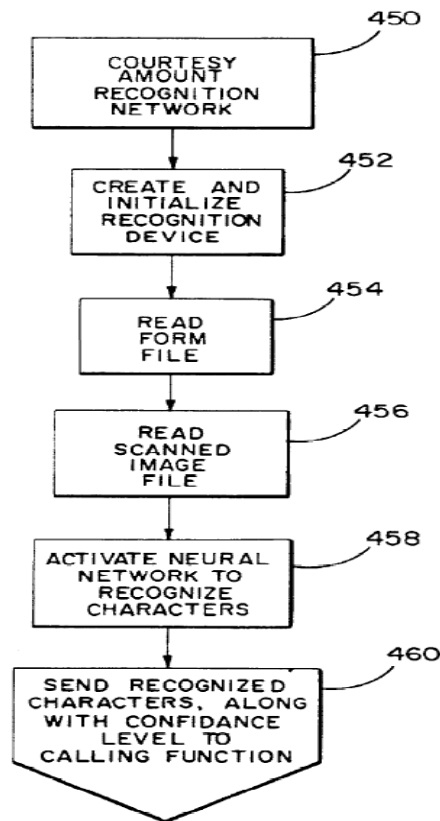 450
COURTESY
AMOUNT
RECOGNITION
NETWORK
452
CREATE AND
INITIALIZE
RECOGNITION
DEVICE
454
READ
FORM
FILE
456
READ
SCANNED
IMAGE
FILE
458
ACTIVATE NEURAL
NETWORK TO
RECOGNIZE
CHARACTERS
460
SEND RECOGNIZED
CHARACTERS, ALONG
WITH CONFIDANCE
LEVEL TO
CALLING FUNCTION